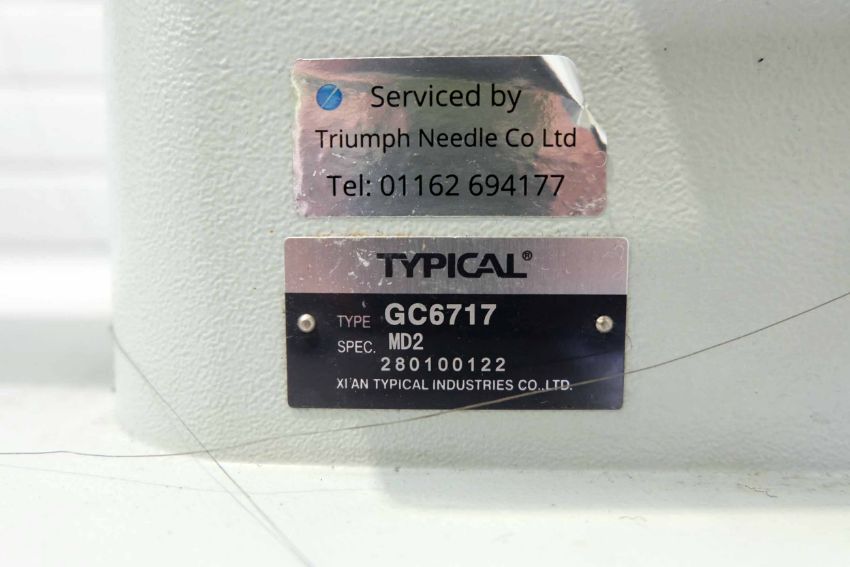 Serviced by
Triumph Needle Co Ltd
Tel: 01162 694177
TYPICAL®
TYPE GC6717
SPEC. MD2
280100122
XI'AN TYPICAL INDUSTRIES CO.,LTD.